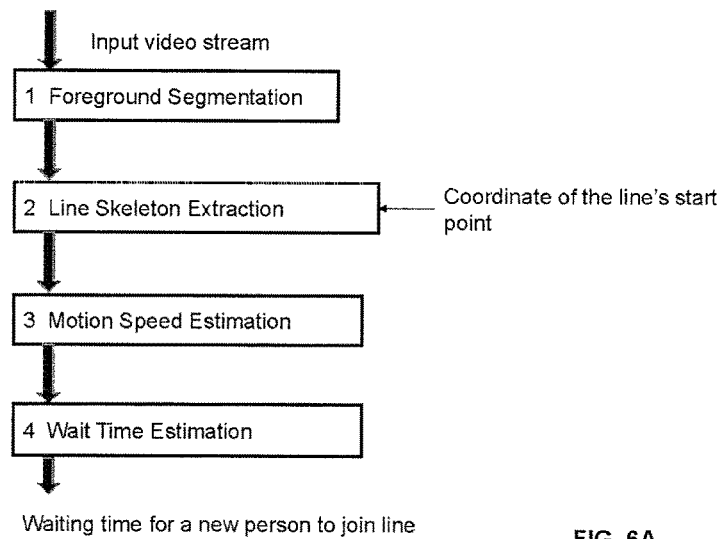 Input video stream
1 Foreground Segmentation
2 Line Skeleton Extraction
Coordinate of the line's start
point
3 Motion Speed Estimation
4 Wait Time Estimation
Waiting time for a new person to join line
FIG. 6A